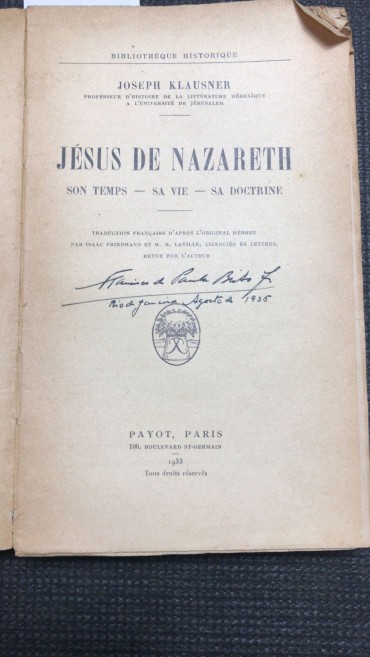 BIBLIOTHÈQUE HISTORIQUE
JOSEPH KLAUSNER
PROFESSEUR D'HISTOIRE DE LA LITTÉRATURE HÉBRAÏQUE
A L'UNIVERSITÉ DE JÉRUSALEM
JÉSUS DE NAZARETH
SON TEMPS — SA VIE — SA DOCTRINE
TRADUCTION FRANÇAISE D'APRÈS L'ORIGINAL HÉBREU
PAR ISAAC FRIEDMANN ET M. R. LAVILLE, LICENCIÉS ÈS LETTRES,
REVUE PAR L'AUTEUR
Francisco de Paula Brito Jr
Rio de Janeiro Agosto de 1935
PAYOT, PARIS
106, BOULEVARD ST-GERMAIN
1933
Tous droits réservés